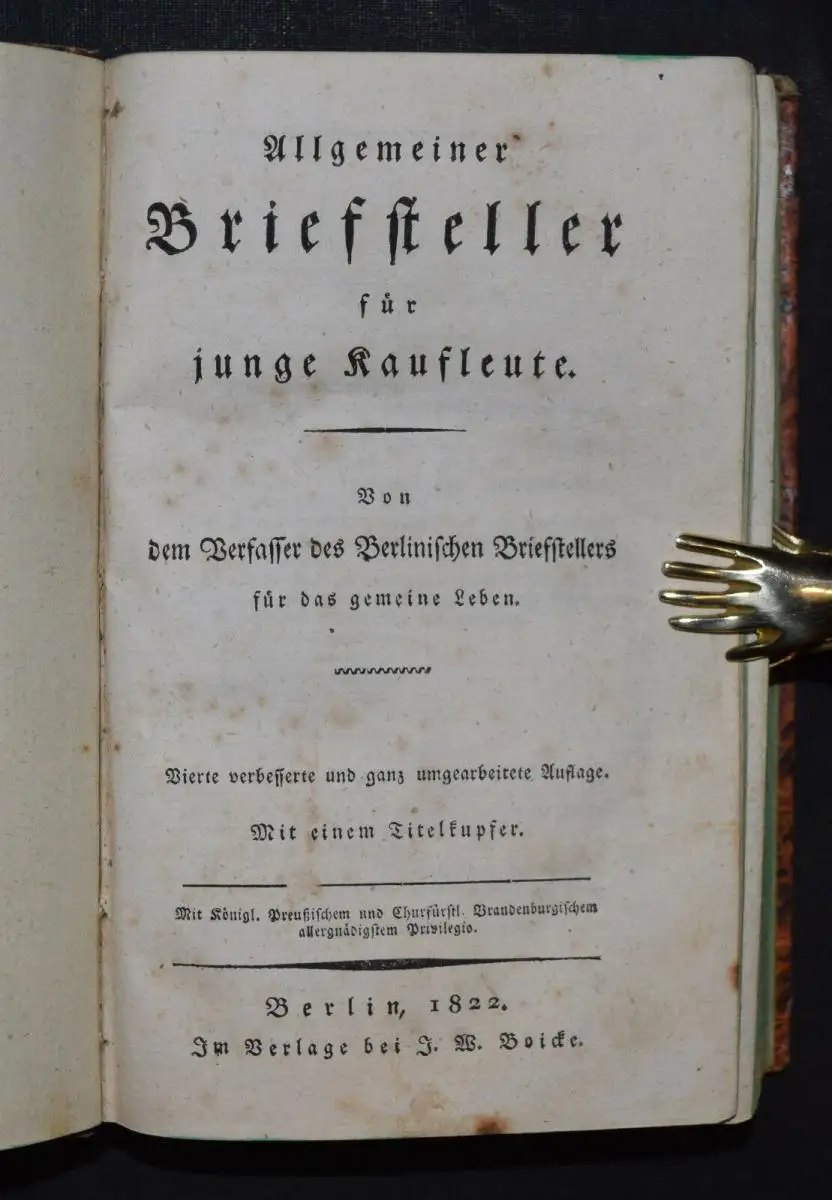 Allgemeiner
Briefsteller
für
junge Kaufleute.
Von
dem Verfasser des Berlinischen Briefstellers
für das gemeine Leben.
Vierte verbesserte und ganz umgearbeitete Auflage.
Mit einem Titelkupfer.
Mit Königl. Preußischem und Churfürstl. Brandenburgischem
allergnädigstem Privilegio.
Berlin, 1822.
Im Verlage bei J. W. Boicke.